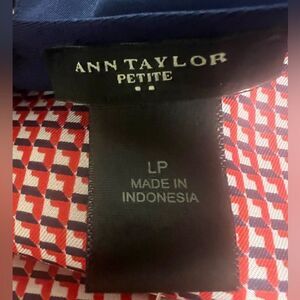 ANN TAYLOR
PETITE
LP
MADE IN
INDONESIA